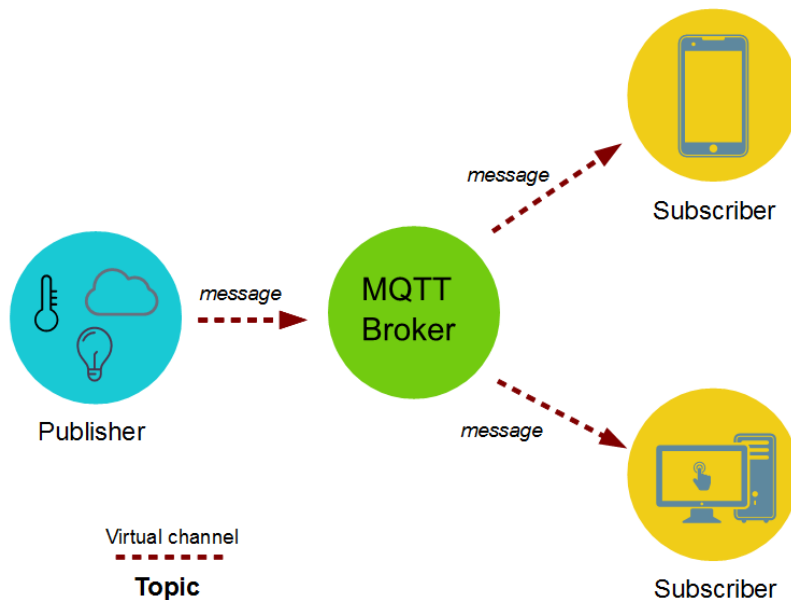 Subscriber
message
message
MQTT
Broker
Publisher
message
Subscriber
Virtual channel
Topic